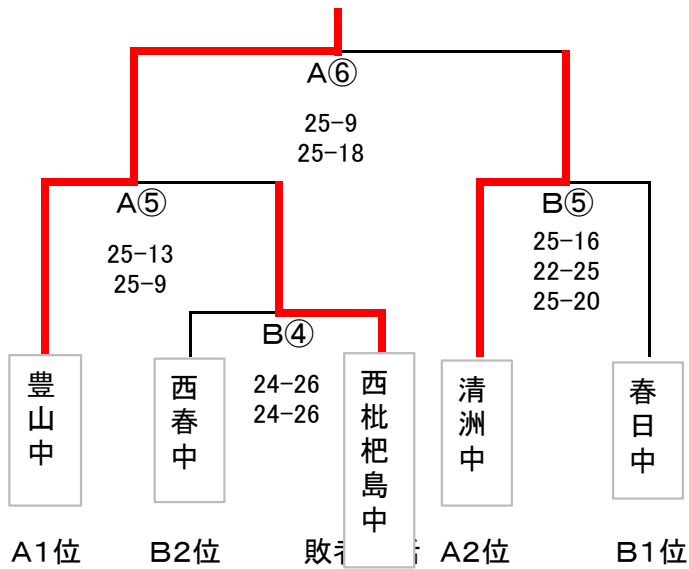 A⑥
25-9
25-18
A⑤
25-13
25-9
B⑤
25-16
22-25
25-20
B④
24-26
24-26
豊山中
西春中
西枇杷島中
清洲中
春日中
A1位
B2位
敗
A2位
B1位